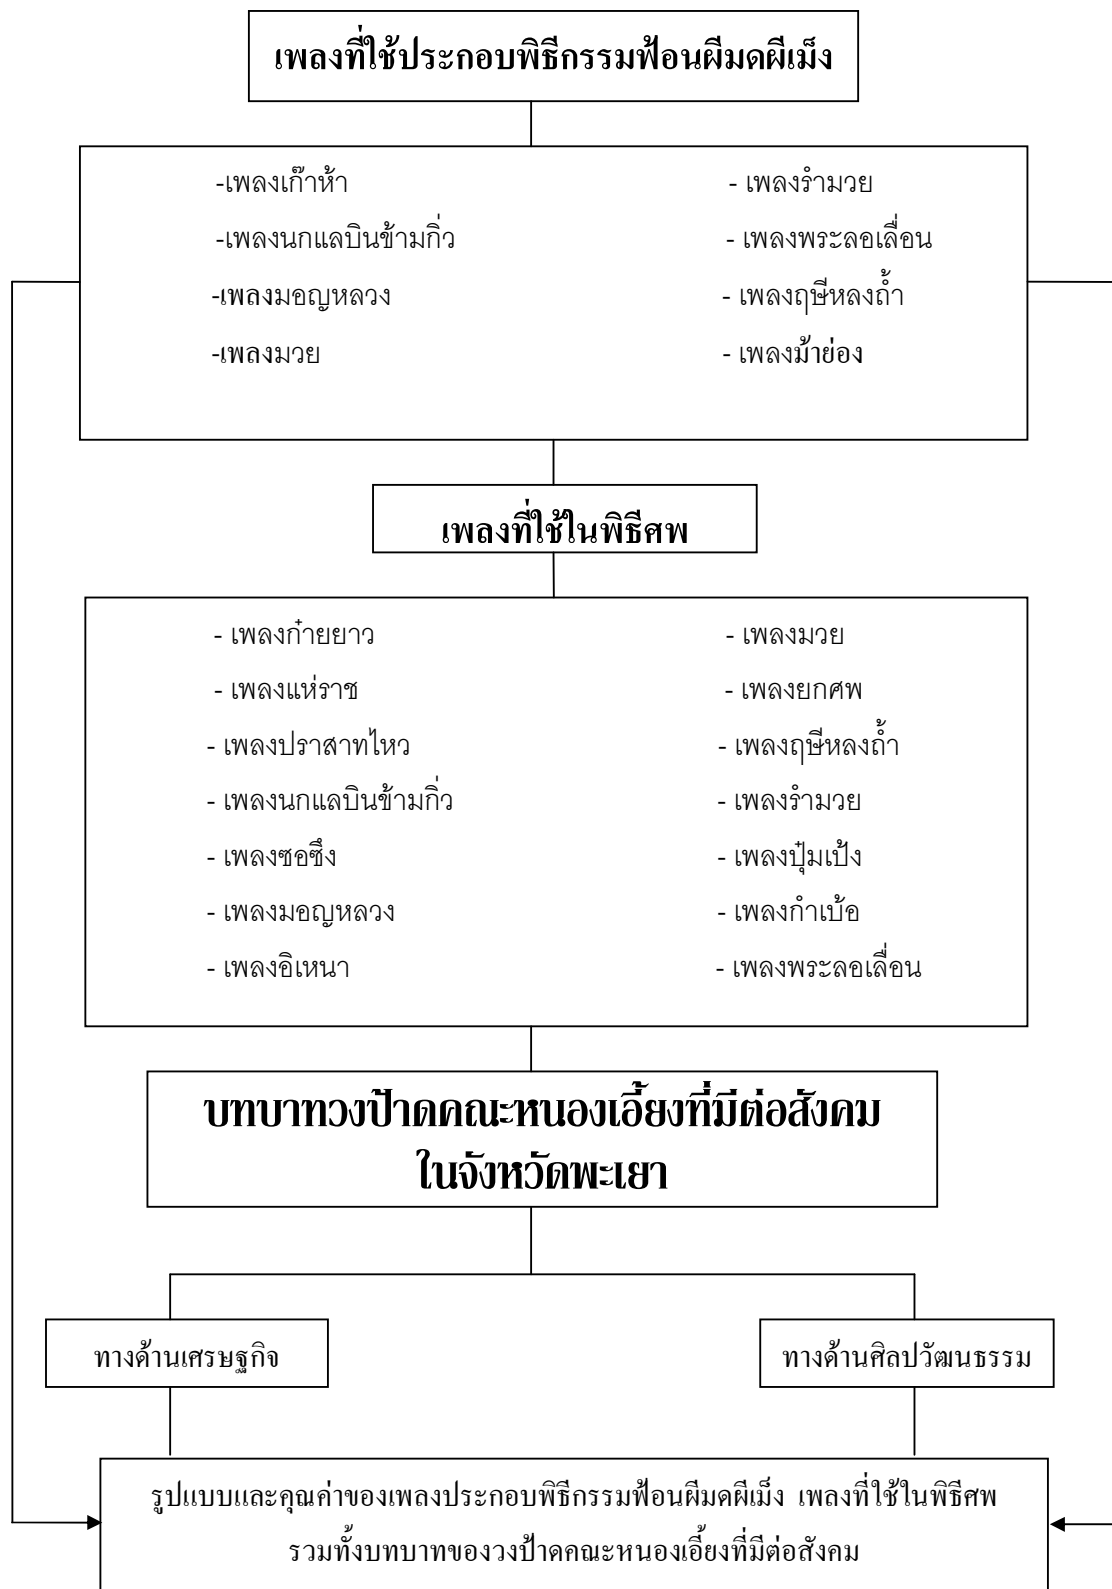 เพลงที่ใช้ประกอบพิธีกรรมฟ้อนผีมดผีเม็ง
-เพลงเก๊าห้า - เพลงรำมวย
-เพลงนกแลบินข้ามกิ่ว - เพลงพระลอเลื่อน
-เพลงมอญหลวง - เพลงฤๅษีหลงถ้ำ
-เพลงมวย - เพลงม้าย่อง
เพลงที่ใช้ในพิธีศพ
- เพลงก๋ายยาว - เพลงมวย
- เพลงแห่ราช - เพลงยกศพ
- เพลงปราสาทไหว - เพลงฤๅษีหลงถ้ำ
- เพลงนกแลบินข้ามกิ่ว - เพลงรำมวย
- เพลงซอซึง - เพลงปุ๋มเป้ง
- เพลงมอญหลวง - เพลงกำเบ้อ
- เพลงอิเหนา - เพลงพระลอเลื่อน
บทบาทวงป้าดคณะหนองเอี้ยงที่มีต่อสังคม
ในจังหวัดพะเยา
ทางด้านเศรษฐกิจ ทางด้านศิลปวัฒนธรรม
รูปแบบและคุณค่าของเพลงประกอบพิธีกรรมฟ้อนผีมดผีเม็ง เพลงที่ใช้ในพิธีศพ
รวมทั้งบทบาทของวงป้าดคณะหนองเอี้ยงที่มีต่อสังคม